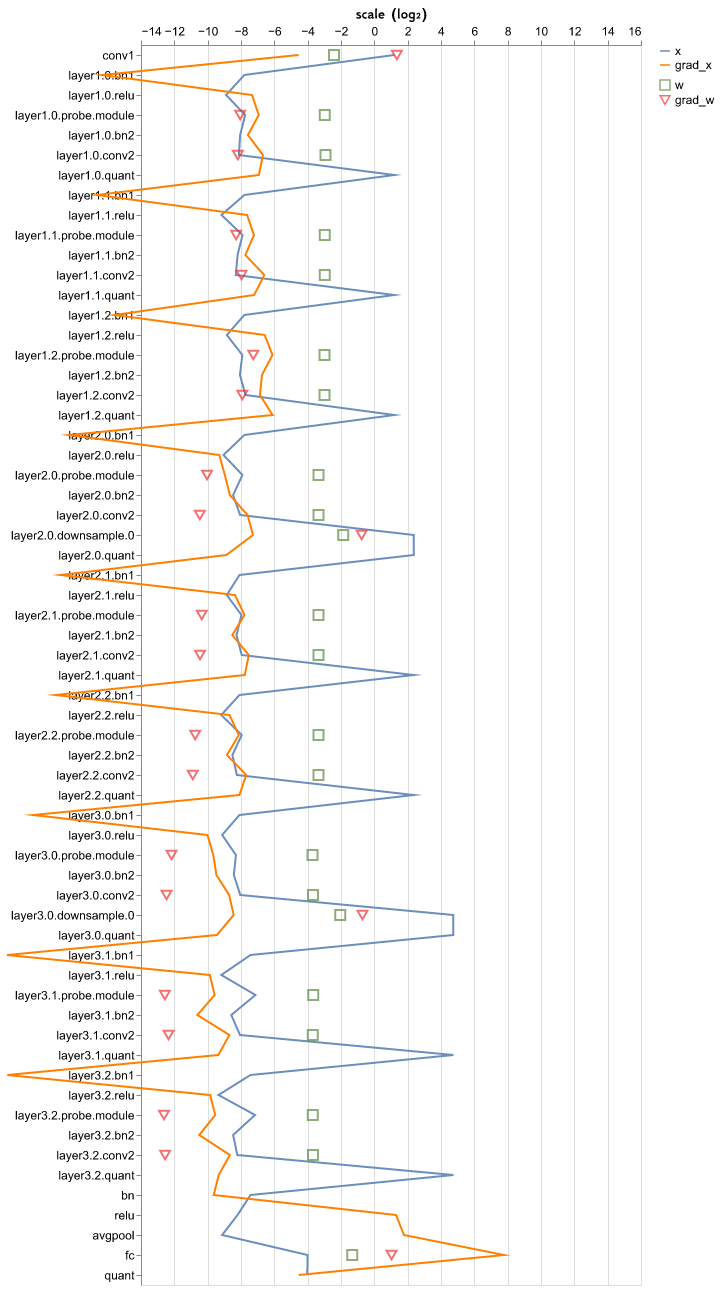 scale (log₂)
−14 −12 −10 −8 −6 −4 −2 0 2 4 6 8 10 12 14 16
x
grad_x
w
grad_w
conv1
layer1.0.bn1
layer1.0.relu
layer1.0.probe.module
layer1.0.bn2
layer1.0.conv2
layer1.0.quant
layer1.1.bn1
layer1.1.relu
layer1.1.probe.module
layer1.1.bn2
layer1.1.conv2
layer1.1.quant
layer1.2.bn1
layer1.2.relu
layer1.2.probe.module
layer1.2.bn2
layer1.2.conv2
layer1.2.quant
layer2.0.bn1
layer2.0.relu
layer2.0.probe.module
layer2.0.bn2
layer2.0.conv2
layer2.0.downsample.0
layer2.0.quant
layer2.1.bn1
layer2.1.relu
layer2.1.probe.module
layer2.1.bn2
layer2.1.conv2
layer2.1.quant
layer2.2.bn1
layer2.2.relu
layer2.2.probe.module
layer2.2.bn2
layer2.2.conv2
layer2.2.quant
layer3.0.bn1
layer3.0.relu
layer3.0.probe.module
layer3.0.bn2
layer3.0.conv2
layer3.0.downsample.0
layer3.0.quant
layer3.1.bn1
layer3.1.relu
layer3.1.probe.module
layer3.1.bn2
layer3.1.conv2
layer3.1.quant
layer3.2.bn1
layer3.2.relu
layer3.2.probe.module
layer3.2.bn2
layer3.2.conv2
layer3.2.quant
bn
relu
avgpool
fc
quant